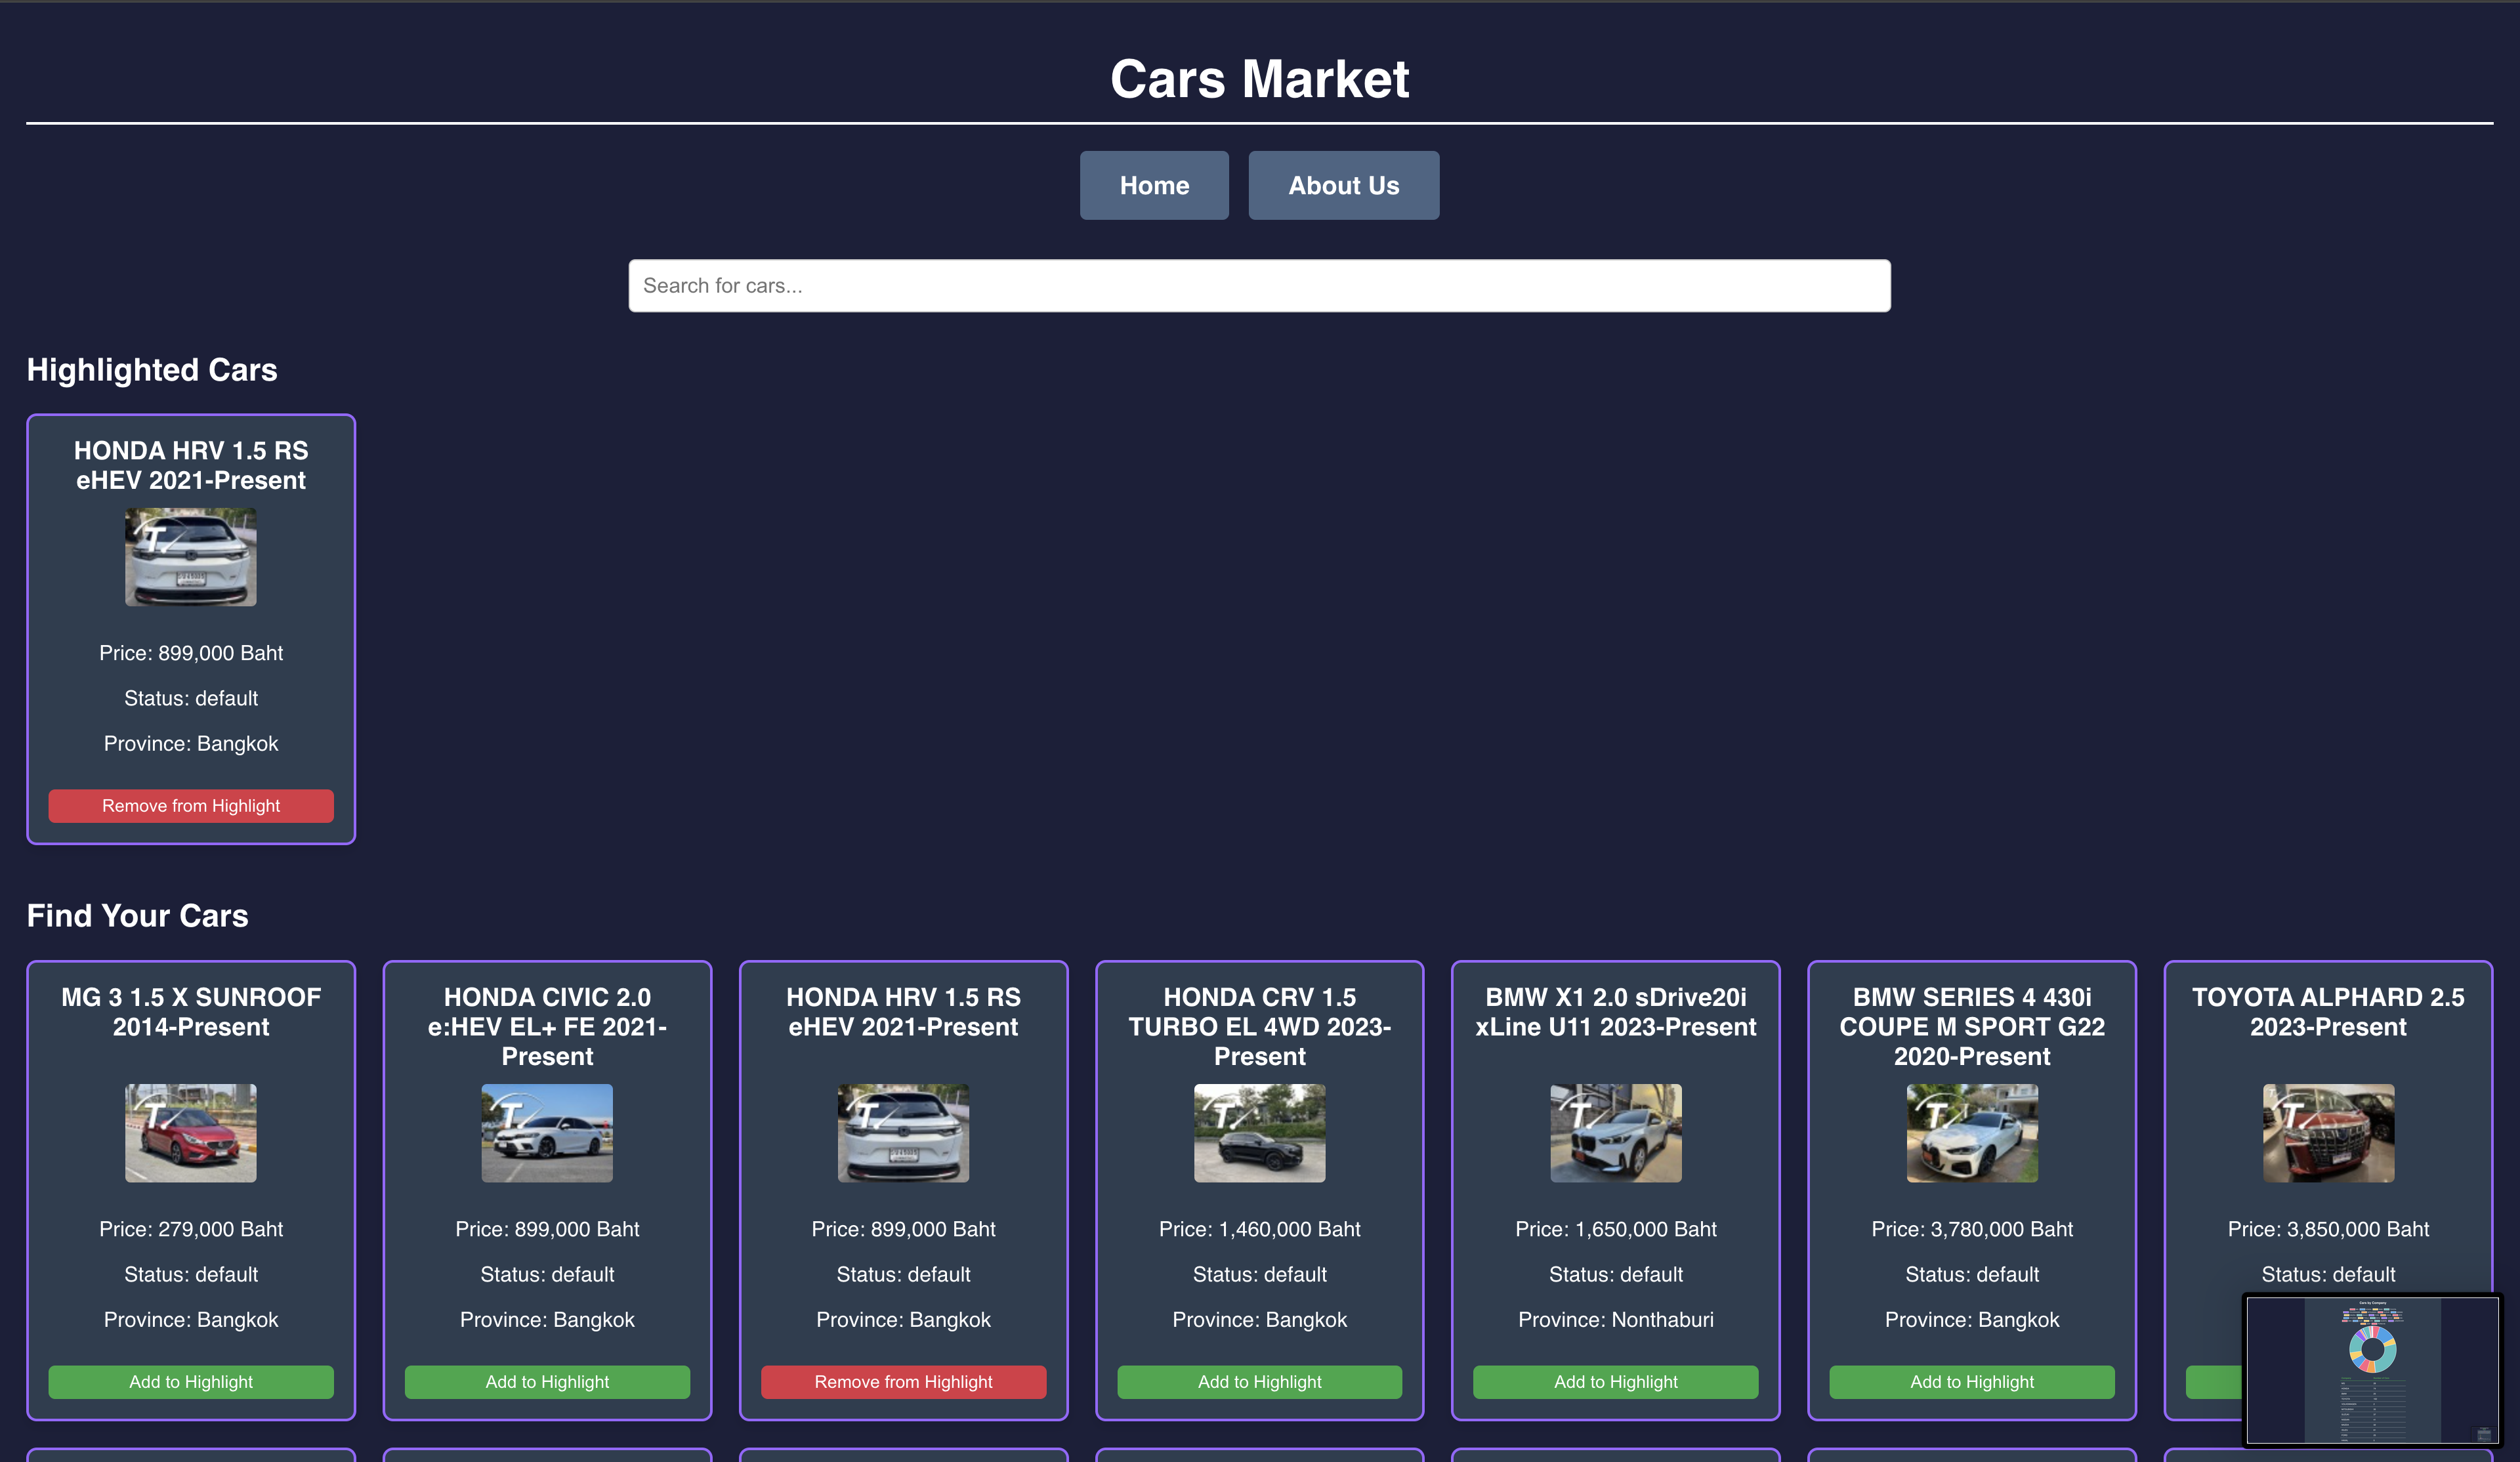 Cars Market
Home
About Us
Search for cars...
Highlighted Cars
HONDA HRV 1.5 RS
eHEV 2021-Present
T
Price: 899,000 Baht
Status: default
Province: Bangkok
Remove from Highlight
Find Your Cars
MG 3 1.5 X SUNROOF
2014-Present
T
Price: 279,000 Baht
Status: default
Province: Bangkok
Add to Highlight
HONDA CIVIC 2.0
e:HEV EL+ FE 2021-
Present
T
Price: 899,000 Baht
Status: default
Province: Bangkok
Add to Highlight
HONDA HRV 1.5 RS
eHEV 2021-Present
T
Price: 899,000 Baht
Status: default
Province: Bangkok
Remove from Highlight
HONDA CRV 1.5
TURBO EL 4WD 2023-
Present
T
Price: 1,460,000 Baht
Status: default
Province: Bangkok
Add to Highlight
BMW X1 2.0 sDrive20i
xLine U11 2023-Present
T
Price: 1,650,000 Baht
Status: default
Province: Nonthaburi
Add to Highlight
BMW SERIES 4 430i
COUPE M SPORT G22
2020-Present
T
Price: 3,780,000 Baht
Status: default
Province: Bangkok
Add to Highlight
TOYOTA ALPHARD 2.5
2023-Present
T
Price: 3,850,000 Baht
Status: default
Cars by Company